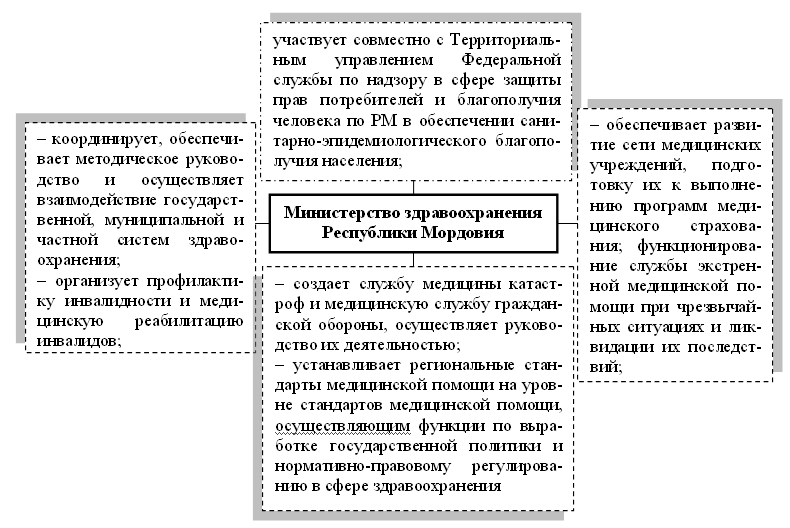 участвует совместно с Территориаль-
ным управлением Федеральной
службы по надзору в сфере защиты
прав потребителей и благополучия
человека по РМ в обеспечении сани-
тарно-эпидемиологического благопо-
лучия населения;
– координирует, обеспечи-
вает методическое руково-
дство и осуществляет
взаимодействие государст-
венной, муниципальной и
частной систем здраво-
охранения;
– организует профилакти-
ку инвалидности и меди-
цинскую реабилитацию
инвалидов;
Министерство здравоохранения
Республики Мордовия
– обеспечивает разви-
тие сети медицинских
учреждений, подго-
товку их к выполне-
нию программ меди-
цинского страхова-
ния; функционирова-
ние службы экстрен-
ной медицинской по-
мощи при чрезвычай-
ных ситуациях и лик-
видации их последст-
вий;
– создает службу медицины катаст-
роф и медицинскую службу граждан-
ской обороны, осуществляет руково-
дство их деятельностью;
– устанавливает региональные стан-
дарты медицинской помощи на уров-
не стандартов медицинской помощи,
осуществляющим функции по выра-
ботке государственной политики и
нормативно-правовому регулирова-
нию в сфере здравоохранения